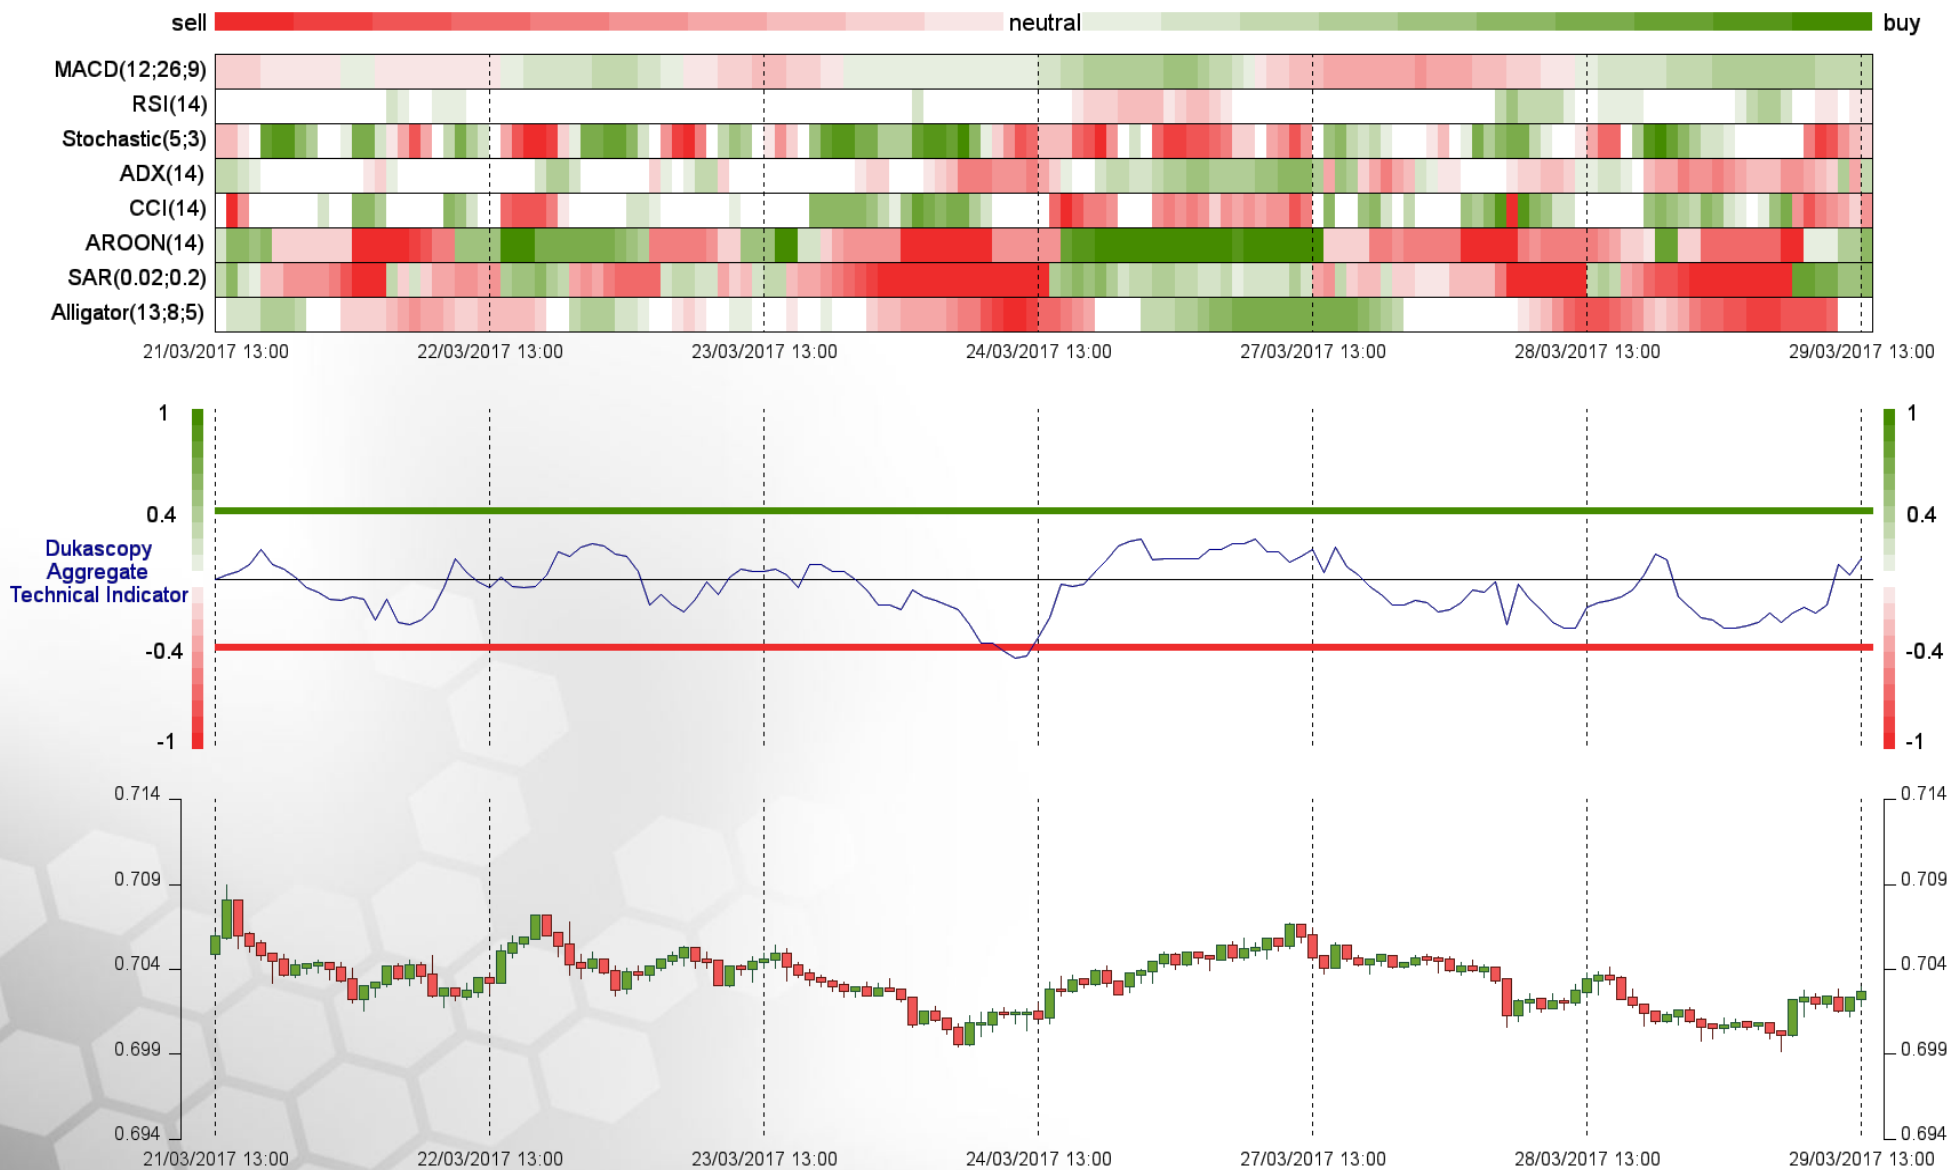 sell neutral buy
MACD(12;26;9)
RSI(14)
Stochastic(5;3)
ADX(14)
CCI(14)
AROON(14)
SAR(0.02;0.2)
Alligator(13;8;5)
21/03/2017 13:00 22/03/2017 13:00 23/03/2017 13:00 24/03/2017 13:00 27/03/2017 13:00 28/03/2017 13:00 29/03/2017 13:00
1 1
0.4 0.4
Dukascopy
Aggregate
Technical Indicator
-0.4 -0.4
-1 -1
0.714 0.714
0.709 0.709
0.704 0.704
0.699 0.699
0.694 0.694
21/03/2017 13:00 22/03/2017 13:00 23/03/2017 13:00 24/03/2017 13:00 27/03/2017 13:00 28/03/2017 13:00 29/03/2017 13:00